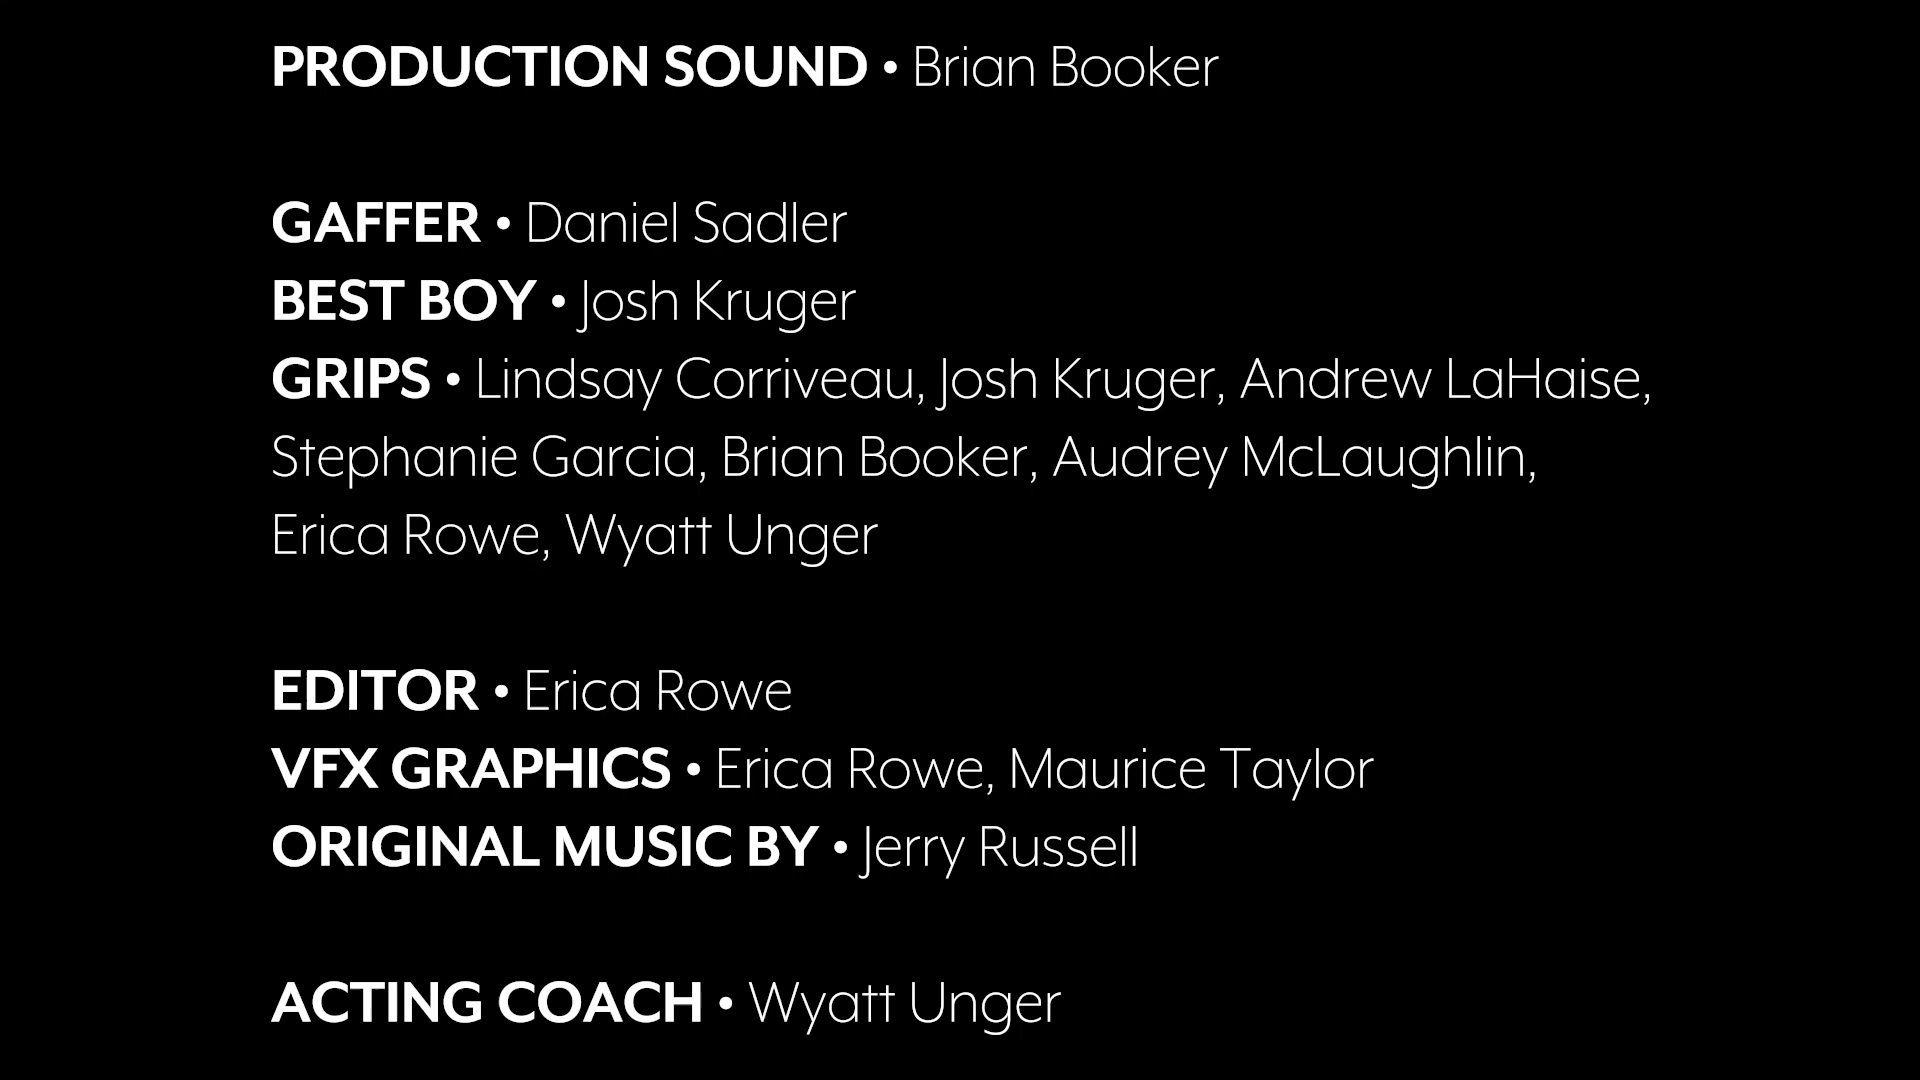 PRODUCTION SOUND • Brian Booker
GAFFER • Daniel Sadler
BEST BOY • Josh Kruger
GRIPS • Lindsay Corriveau, Josh Kruger, Andrew LaHaise,
Stephanie Garcia, Brian Booker, Audrey McLaughlin,
Erica Rowe, Wyatt Unger
EDITOR • Erica Rowe
VFX GRAPHICS • Erica Rowe, Maurice Taylor
ORIGINAL MUSIC BY • Jerry Russell
ACTING COACH • Wyatt Unger